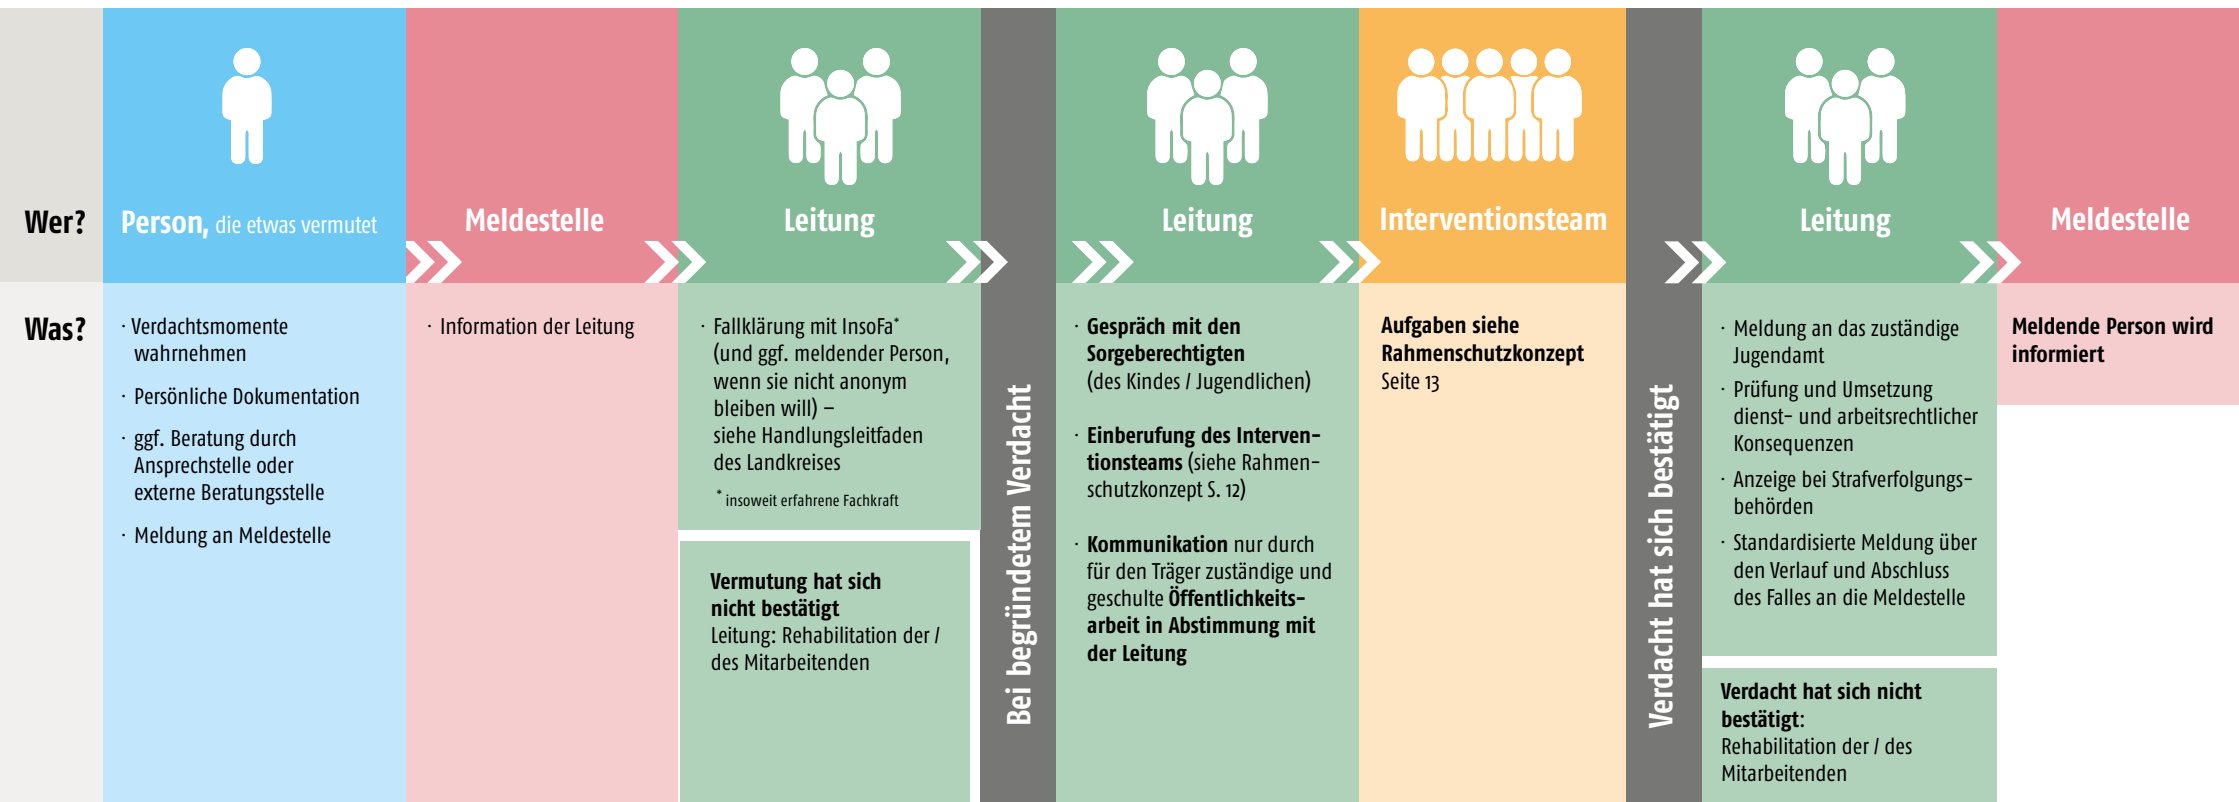 Wer?
Person, die etwas vermutet
Meldestelle
Leitung
Bei begründetem Verdacht
Leitung
Interventionsteam
Verdacht hat sich bestätigt
Leitung
Meldestelle
Was?
· Verdachtsmomente
wahrnehmen
· Persönliche Dokumentation
· ggf. Beratung durch
Ansprechstelle oder
externe Beratungsstelle
· Meldung an Meldestelle
· Information der Leitung
· Fallklärung mit InsoFa*
(und ggf. meldender Person,
wenn sie nicht anonym
bleiben will) –
siehe Handlungsleitfaden
des Landkreises
* insoweit erfahrene Fachkraft
Vermutung hat sich
nicht bestätigt
Leitung: Rehabilitation der /
des Mitarbeitenden
· Gespräch mit den
Sorgeberechtigten
(des Kindes / Jugendlichen)
· Einberufung des Interven-
tionsteams (siehe Rahmen-
schutzkonzept S. 12)
· Kommunikation nur durch
für den Träger zuständige und
geschulte Öffentlichkeits-
arbeit in Abstimmung mit
der Leitung
Aufgaben siehe
Rahmenschutzkonzept
Seite 13
· Meldung an das zuständige
Jugendamt
· Prüfung und Umsetzung
dienst- und arbeitsrechtlicher
Konsequenzen
· Anzeige bei Strafverfolgungs-
behörden
· Standardisierte Meldung über
den Verlauf und Abschluss
des Falles an die Meldestelle
Verdacht hat sich nicht
bestätigt:
Rehabilitation der / des
Mitarbeitenden
Meldende Person wird
informiert